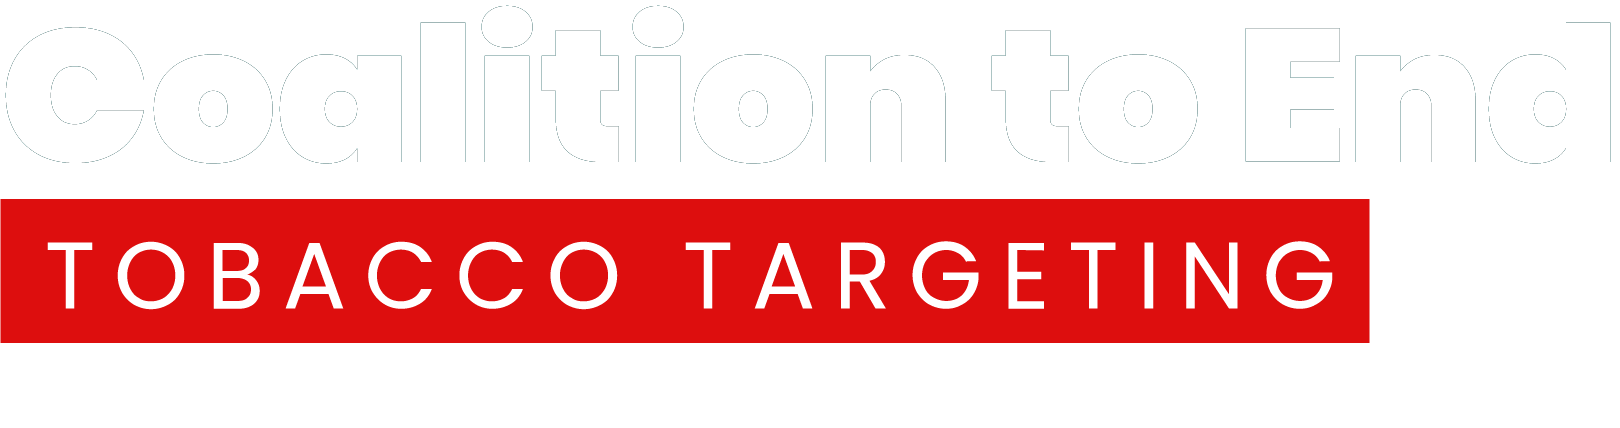 Coalition to End
TOBACCO TARGETING